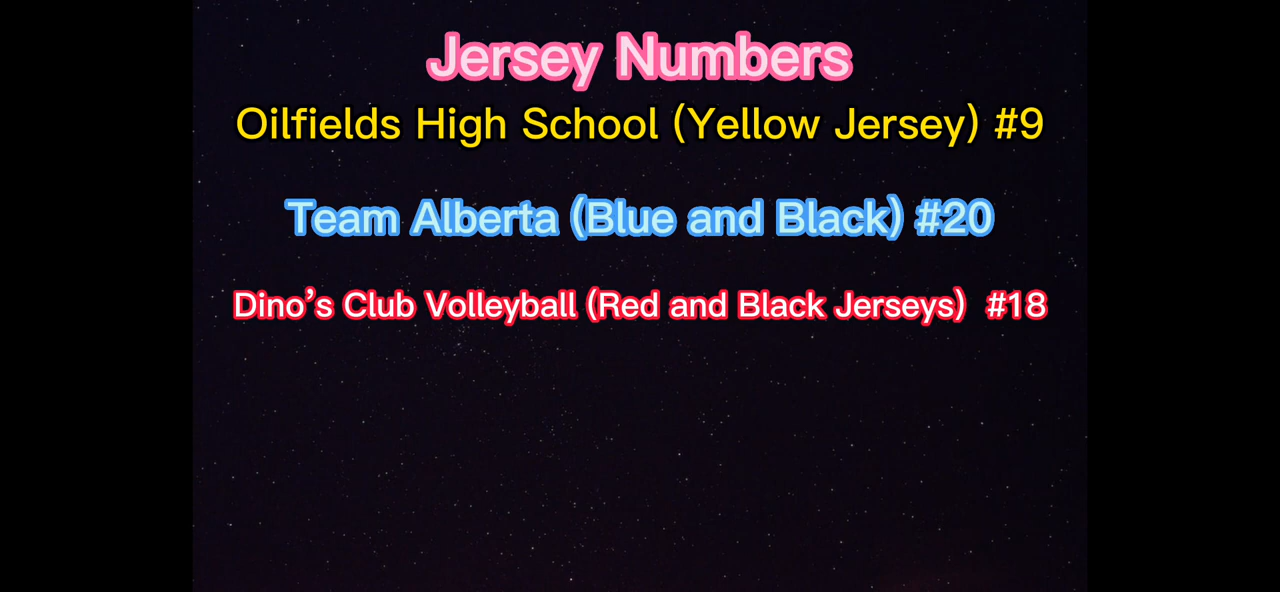 Jersey Numbers
Oilfields High School (Yellow Jersey) #9
Team Alberta (Blue and Black) #20
Dino’s Club Volleyball (Red and Black Jerseys)  #18